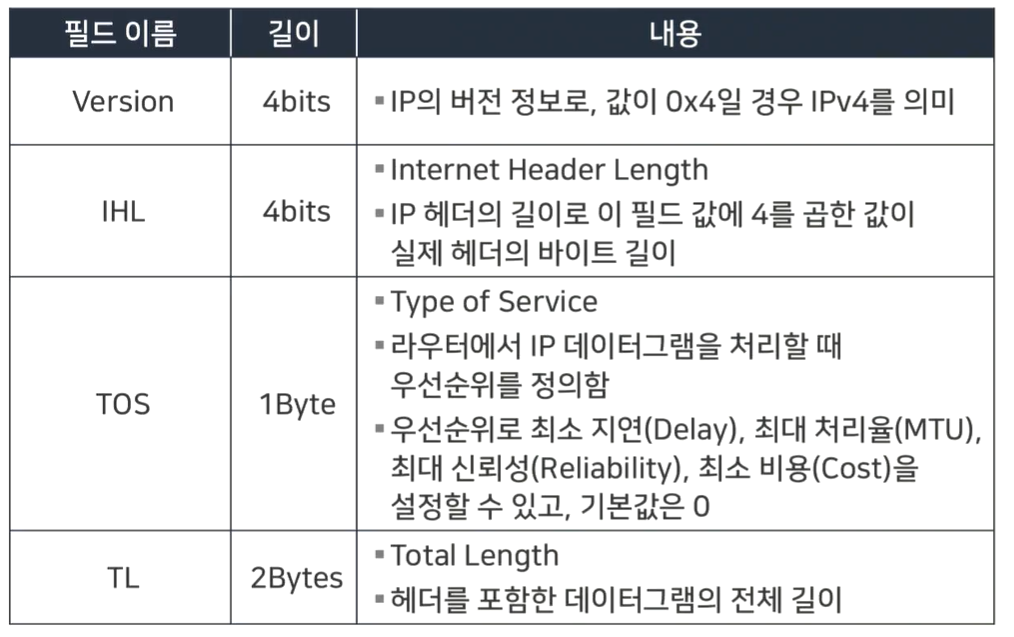 필드 이름 길이 내용
Version 4bits ▪IP의 버전 정보로, 값이 0x4일 경우 IPv4를 의미
IHL 4bits ▪Internet Header Length
▪IP 헤더의 길이로 이 필드 값에 4를 곱한 값이
실제 헤더의 바이트 길이
TOS 1Byte ▪Type of Service
▪라우터에서 IP 데이터그램을 처리할 때
우선순위를 정의함
▪우선순위로 최소 지연(Delay), 최대 처리율(MTU),
최대 신뢰성(Reliability), 최소 비용(Cost)을
설정할 수 있고, 기본값은 0
TL 2Bytes ▪Total Length
▪헤더를 포함한 데이터그램의 전체 길이